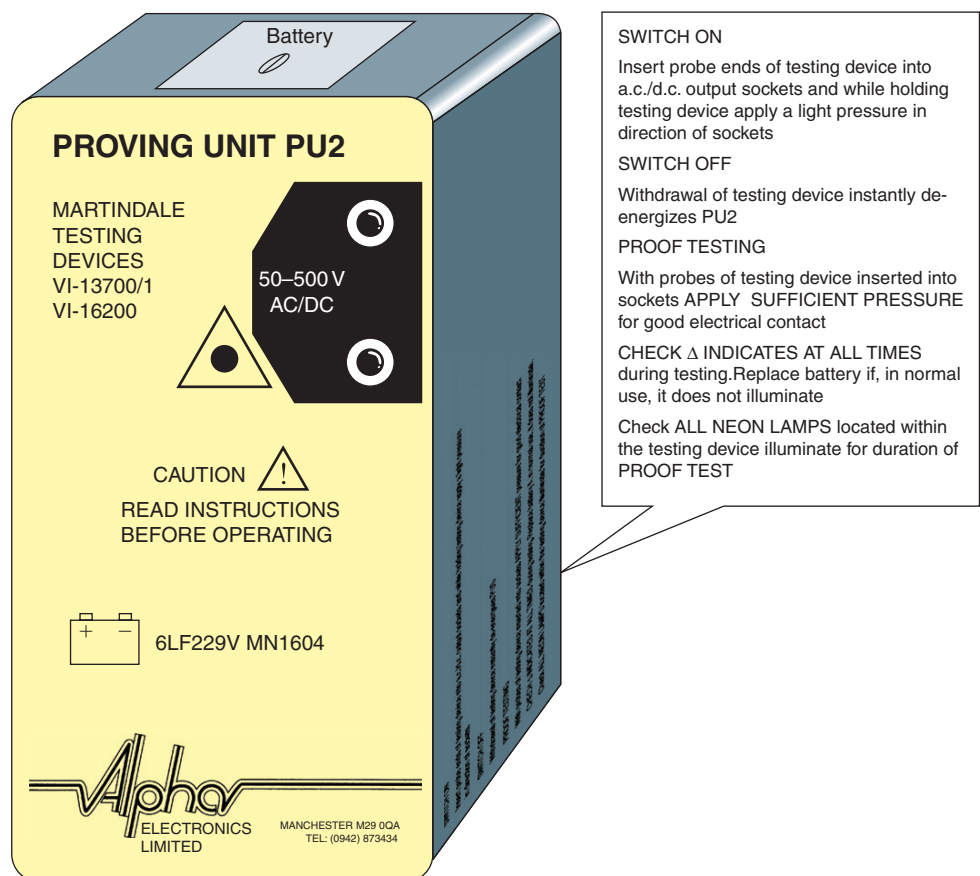 Battery
PROVING UNIT PU2
MARTINDALE
TESTING
DEVICES
VI-13700/1
VI-16200
50–500 V
AC/DC
CAUTION !
READ INSTRUCTIONS
BEFORE OPERATING
+ −
6LF229V MN1604
Alpha
ELECTRONICS
LIMITED
MANCHESTER M29 0QA
TEL: (0942) 873434
SWITCH ON
Insert probe ends of testing device into
a.c./d.c. output sockets and while holding
testing device apply a light pressure in
direction of sockets
SWITCH OFF
Withdrawal of testing device instantly de-
energizes PU2
PROOF TESTING
With probes of testing device inserted into
sockets APPLY SUFFICIENT PRESSURE
for good electrical contact
CHECK Δ INDICATES AT ALL TIMES
during testing.Replace battery if, in normal
use, it does not illuminate
Check ALL NEON LAMPS located within
the testing device illuminate for duration of
PROOF TEST